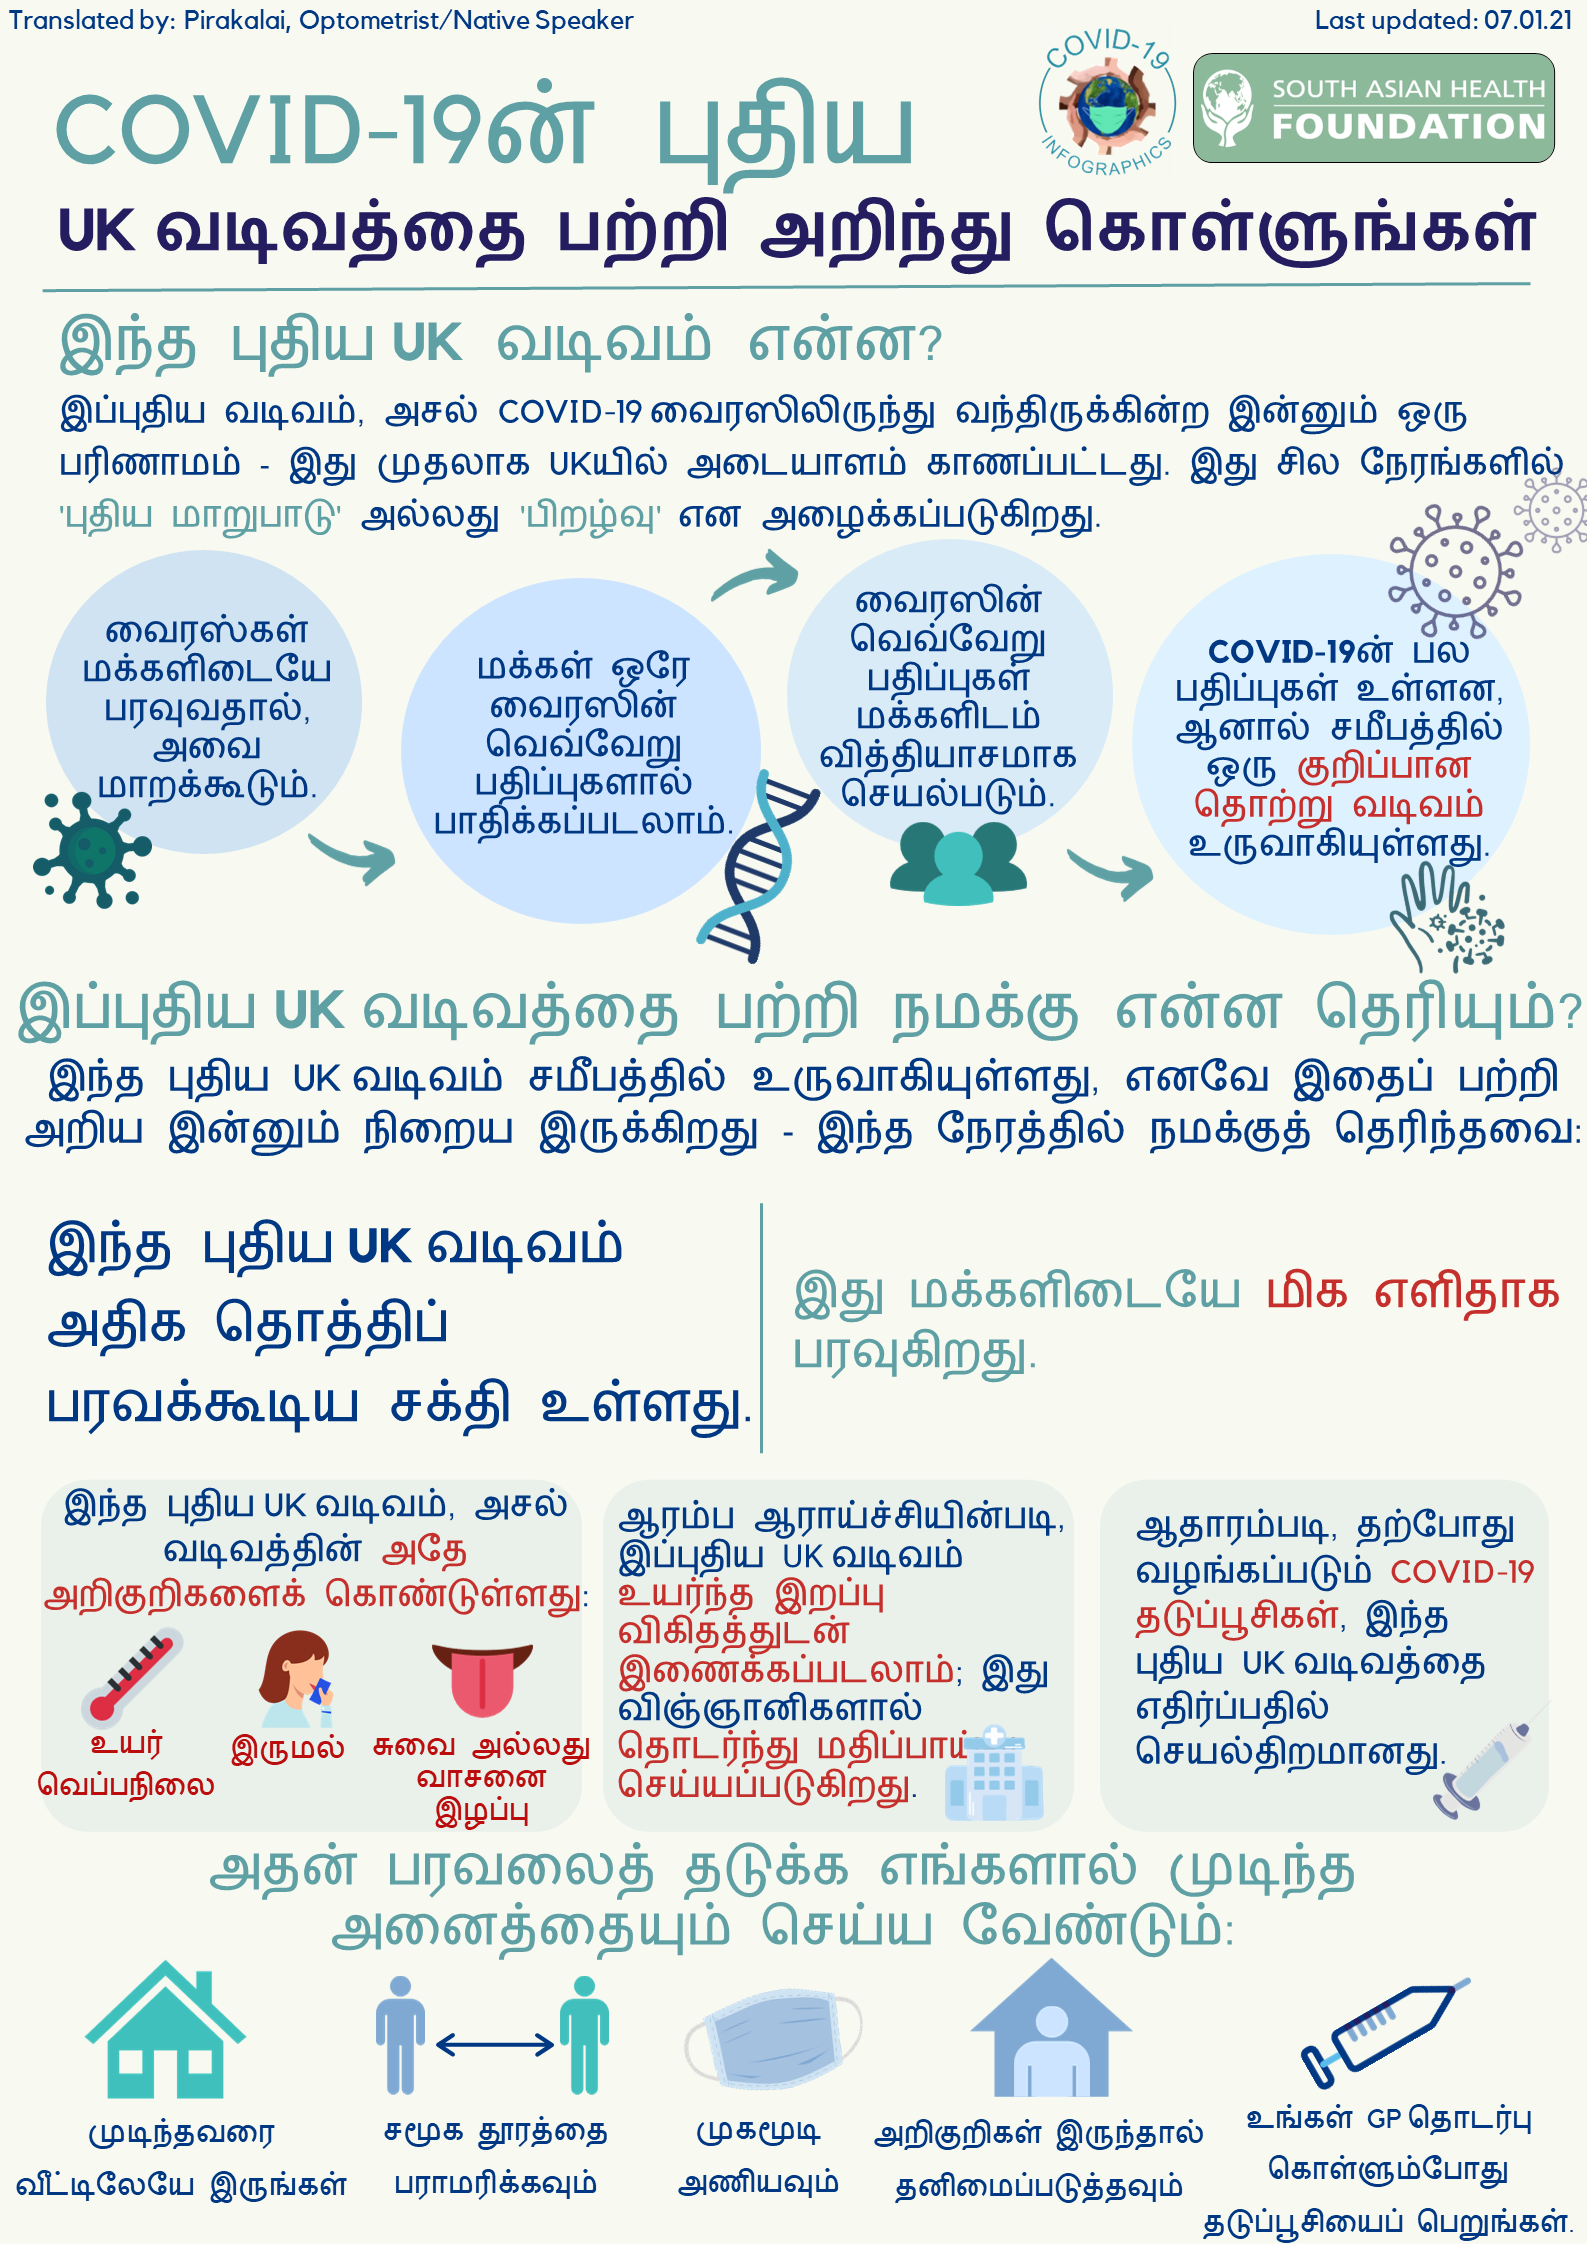 Translated by: Pirakalai, Optometrist/Native Speaker
Last updated: 07.01.21
COVID-19
INFOGRAPHICS
SOUTH ASIAN HEALTH
FOUNDATION
COVID-19ன் புதிய
UK வடிவத்தை பற்றி அறிந்து கொள்ளுங்கள்
இந்த புதிய UK வடிவம் என்ன?
இப்புதிய வடிவம், அசல் COVID-19 வைரஸிலிருந்து வந்திருக்கின்ற இன்னும் ஒரு
பரிணாமம் - இது முதலாக UKயில் அடையாளம் காணப்பட்டது. இது சில நேரங்களில்
'புதிய மாறுபாடு' அல்லது 'பிறழ்வு' என அழைக்கப்படுகிறது.
வைரஸ்கள்
மக்களிடையே
பரவுவதால்,
அவை
மாறக்கூடும்.
மக்கள் ஒரே
வைரஸின்
வெவ்வேறு
பதிப்புகளால்
பாதிக்கப்படலாம்.
வைரஸின்
வெவ்வேறு
பதிப்புகள்
மக்களிடம்
வித்தியாசமாக
செயல்படும்.
COVID-19ன் பல
பதிப்புகள் உள்ளன,
ஆனால் சமீபத்தில்
ஒரு குறிப்பான
தொற்று வடிவம்
உருவாகியுள்ளது.
இப்புதிய UK வடிவத்தை பற்றி நமக்கு என்ன தெரியும்?
இந்த புதிய UK வடிவம் சமீபத்தில் உருவாகியுள்ளது, எனவே இதைப் பற்றி
அறிய இன்னும் நிறைய இருக்கிறது - இந்த நேரத்தில் நமக்குத் தெரிந்தவை:
இந்த புதிய UK வடிவம்
அதிக தொத்திப்
பரவக்கூடிய சக்தி உள்ளது.
இது மக்களிடையே மிக எளிதாக
பரவுகிறது.
இந்த புதிய UK வடிவம், அசல்
வடிவத்தின் அதே
அறிகுறிகளைக் கொண்டுள்ளது:
உயர்
வெப்பநிலை
இருமல்
சுவை அல்லது
வாசனை
இழப்பு
ஆரம்ப ஆராய்ச்சியின்படி,
இப்புதிய UK வடிவம்
உயர்ந்த இறப்பு
விகிதத்துடன்
இணைக்கப்படலாம்; இது
விஞ்ஞானிகளால்
தொடர்ந்து மதிப்பாய்
செய்யப்படுகிறது.
ஆதாரம்படி, தற்போது
வழங்கப்படும் COVID-19
தடுப்பூசிகள், இந்த
புதிய UK வடிவத்தை
எதிர்ப்பதில்
செயல்திறமானது.
அதன் பரவலைத் தடுக்க எங்களால் முடிந்த
அனைத்தையும் செய்ய வேண்டும்:
முடிந்தவரை
வீட்டிலேயே இருங்கள்
சமூக தூரத்தை
பராமரிக்கவும்
முகமூடி
அணியவும்
அறிகுறிகள் இருந்தால்
தனிமைப்படுத்தவும்
உங்கள் GP தொடர்பு
கொள்ளும்போது
தடுப்பூசியைப் பெறுங்கள்.